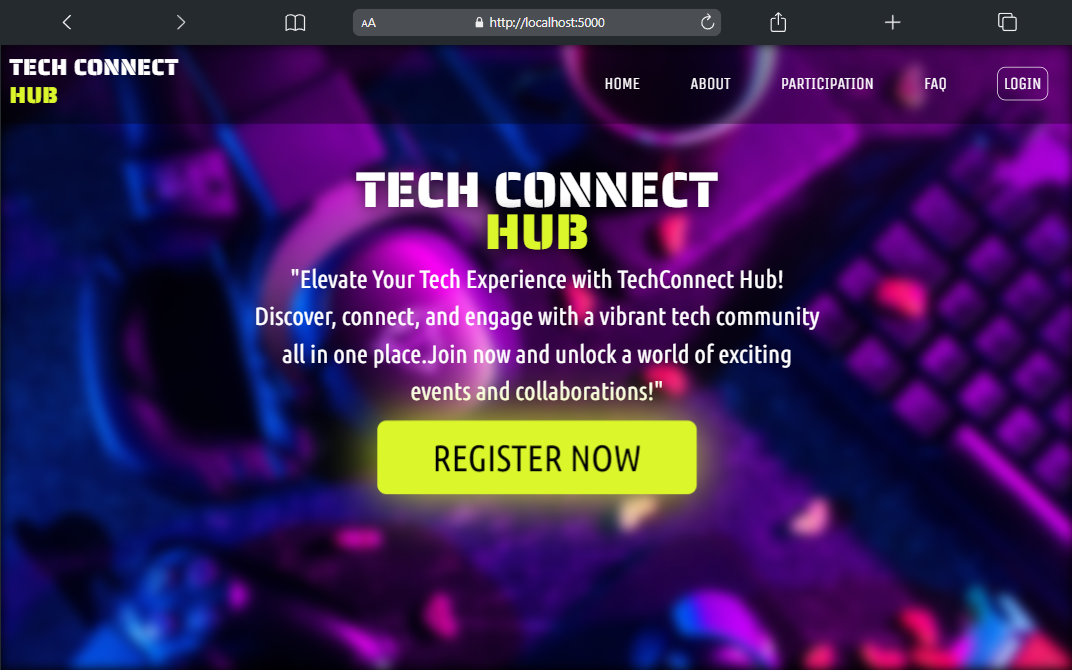 AA http://localhost:5000
TECH CONNECT
HUB
HOME ABOUT PARTICIPATION FAQ LOGIN
TECH CONNECT
HUB
"Elevate Your Tech Experience with TechConnect Hub!
Discover, connect, and engage with a vibrant tech community
all in one place.Join now and unlock a world of exciting
events and collaborations!"
REGISTER NOW